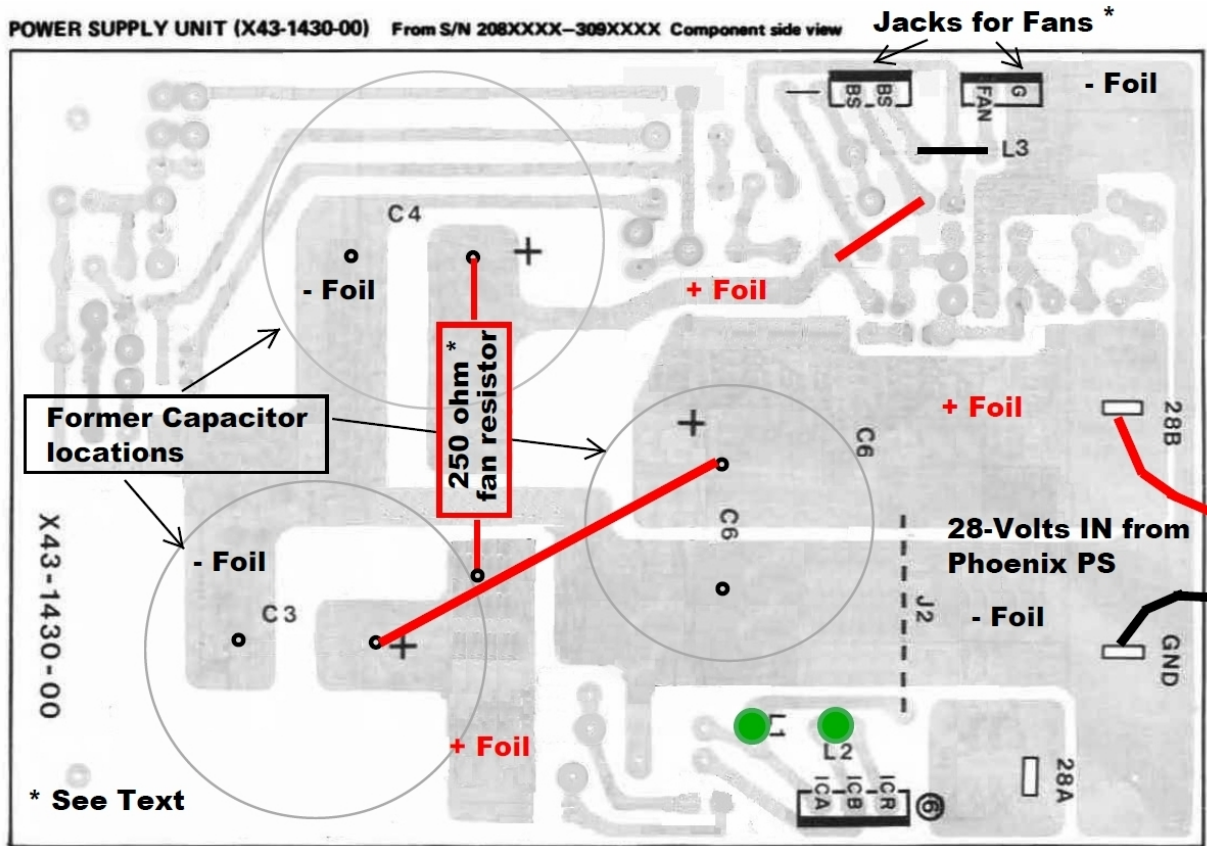 POWER SUPPLY UNIT (X43-1430-00) From S/N 208XXXX–309XXXX Component side view
Jacks for Fans *
BS
BS
FAN
G
- Foil
L3
C4
+
- Foil
+ Foil
250 ohm *
fan resistor
Former Capacitor
locations
+ Foil
28B
+
C6
C6
28-Volts IN from
Phoenix PS
X43-1430-00
- Foil
C3
+
J2
- Foil
GND
+ Foil
L1
L2
28A
ICA
ICB
ICR
⑥
* See Text